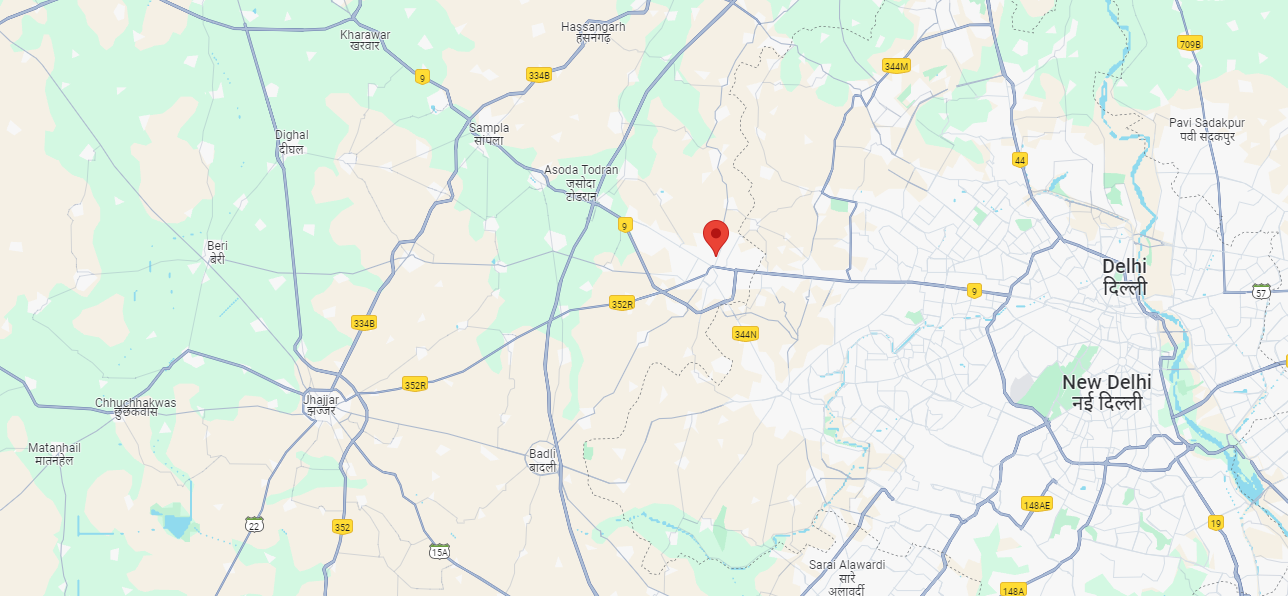 Hassangarh
हसनगढ़
Kharawar
खरवार
709B
344M
9
334B
Pavi Sadakpur
पवी सदकपुर
Sampla
सांपला
Dighal
दीघल
44
Asoda Todran
जसोदा
टोडरान
9
Beri
बेरी
Delhi
दिल्ली
9
57
352R
334B
344N
352R
New Delhi
नई दिल्ली
Jhajjar
झज्जर
Chhuchhakwas
छुछकवास
Matanhail
मातनहेल
Badli
बादली
148AE
22
352
19
15A
Sarai Alawardi
सारे
अलावर्दी
148A